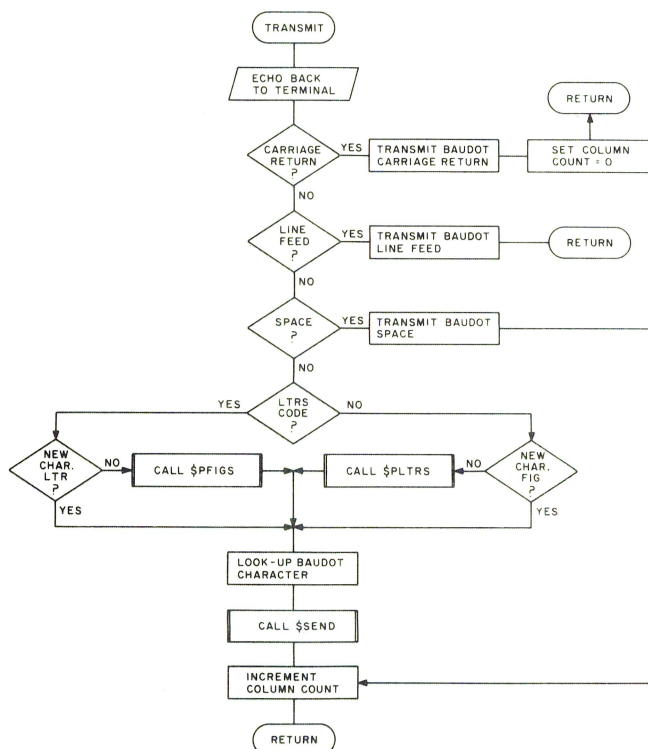 TRANSMIT
ECHO BACK
TO TERMINAL
RETURN
CARRIAGE
RETURN
?
YES
TRANSMIT BAUDOT
CARRIAGE RETURN
SET COLUMN
COUNT = 0
NO
LINE
FEED
?
YES
TRANSMIT BAUDOT
LINE FEED
RETURN
NO
SPACE
?
YES
TRANSMIT BAUDOT
SPACE
NO
YES
LTRS
CODE
?
NO
NEW
CHAR.
LTR
?
NO
CALL $PFIGS
CALL $PLTRS
NO
NEW
CHAR.
FIG
?
YES
YES
LOOK-UP BAUDOT
CHARACTER
CALL $SEND
INCREMENT
COLUMN COUNT
RETURN